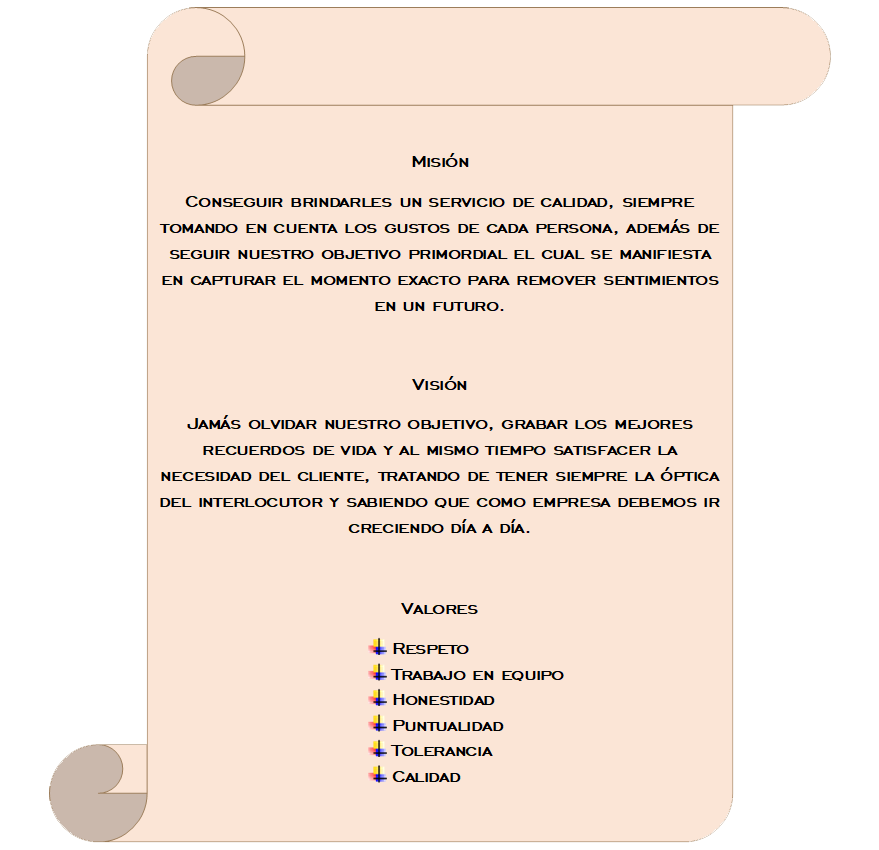 Misión
Conseguir brindarles un servicio de calidad, siempre
tomando en cuenta los gustos de cada persona, además de
seguir nuestro objetivo primordial el cual se manifiesta
en capturar el momento exacto para remover sentimientos
en un futuro.
Visión
Jamás olvidar nuestro objetivo, grabar los mejores
recuerdos de vida y al mismo tiempo satisfacer la
necesidad del cliente, tratando de tener siempre la óptica
del interlocutor y sabiendo que como empresa debemos ir
creciendo día a día.
Valores
Respeto
Trabajo en equipo
Honestidad
Puntualidad
Tolerancia
Calidad